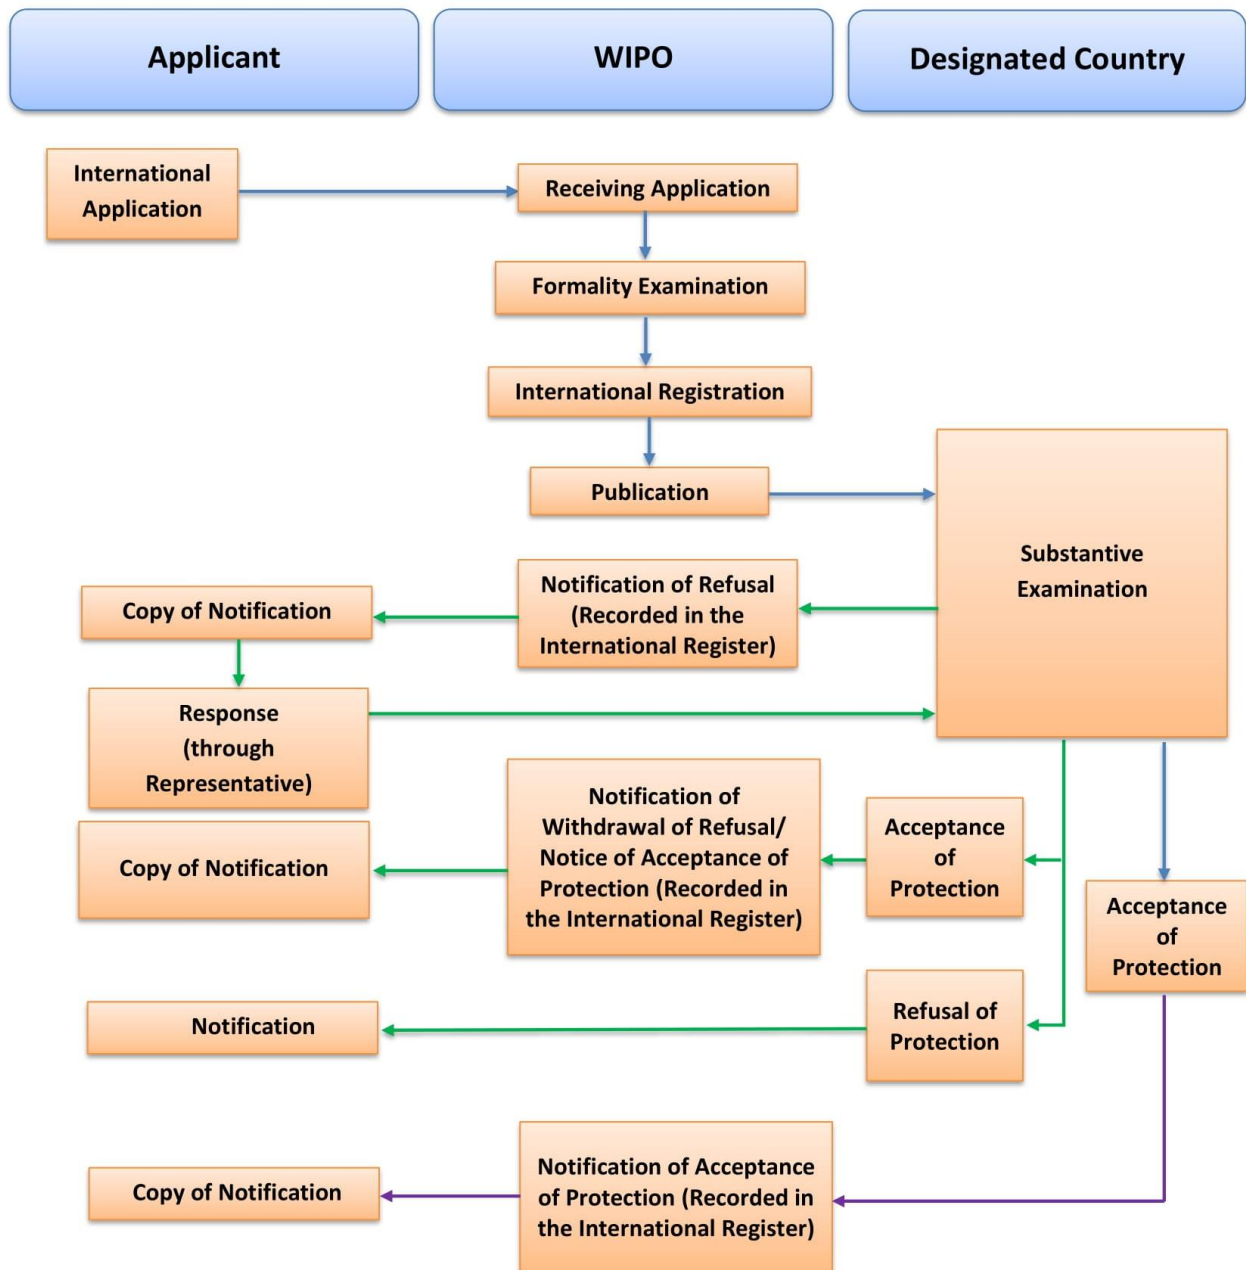 Applicant
WIPO
Designated Country
International
Application
Receiving Application
Formality Examination
International Registration
Publication
Substantive
Examination
Notification of Refusal
(Recorded in the
International Register)
Copy of Notification
Response
(through
Representative)
Notification of
Withdrawal of Refusal/
Notice of Acceptance of
Protection (Recorded in
the International Register)
Acceptance
of
Protection
Copy of Notification
Acceptance
of
Protection
Refusal of
Protection
Notification
Notification of Acceptance
of Protection (Recorded in
the International Register)
Copy of Notification